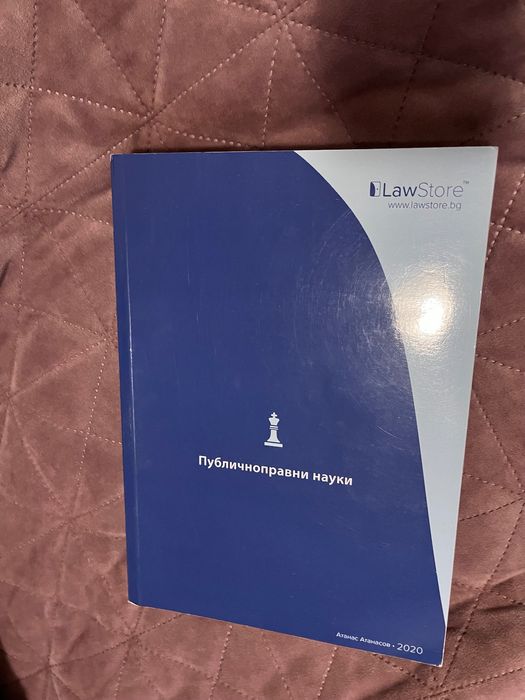 LawStore™
www.lawstore.bg
Публичноправни науки
Атанас Атанасов • 2020